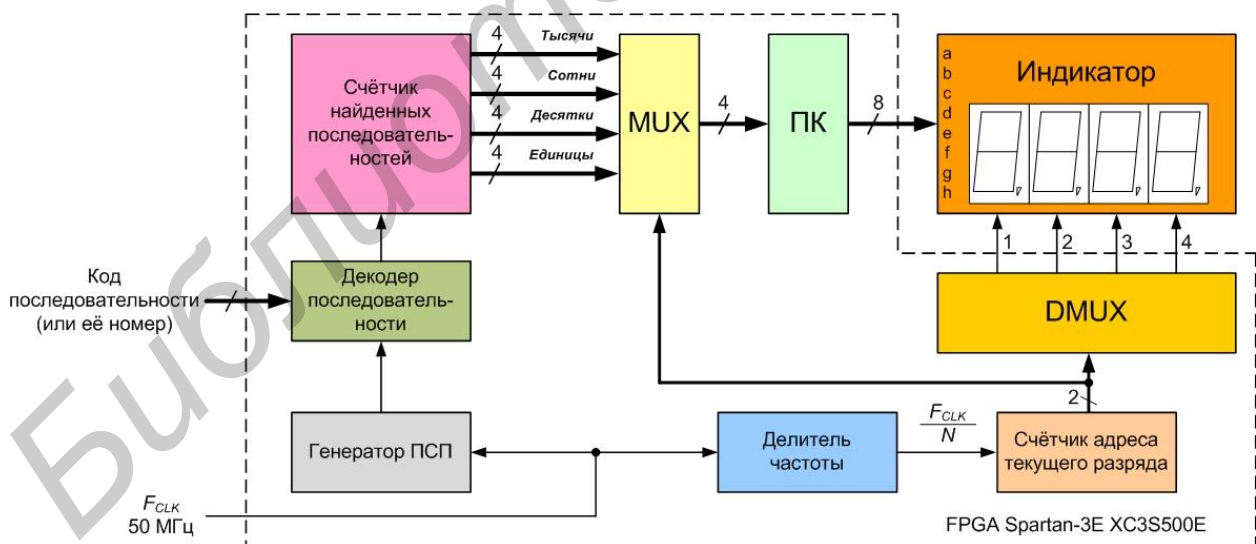 Счётчик
найденных
последователь-
ностей
4
Тысячи
4
Сотни
4
Десятки
4
Единицы
MUX
4
ПК
8
a
b
c
d
e
f
g
h
Индикатор
1
2
3
4
DMUX
2
Код
последовательности
(или её номер)
Декодер
последователь-
ности
Генератор ПСП
Делитель
частоты
F_CLK
N
Счётчик адреса
текущего разряда
F_CLK
50 МГц
FPGA Spartan-3E XC3S500E